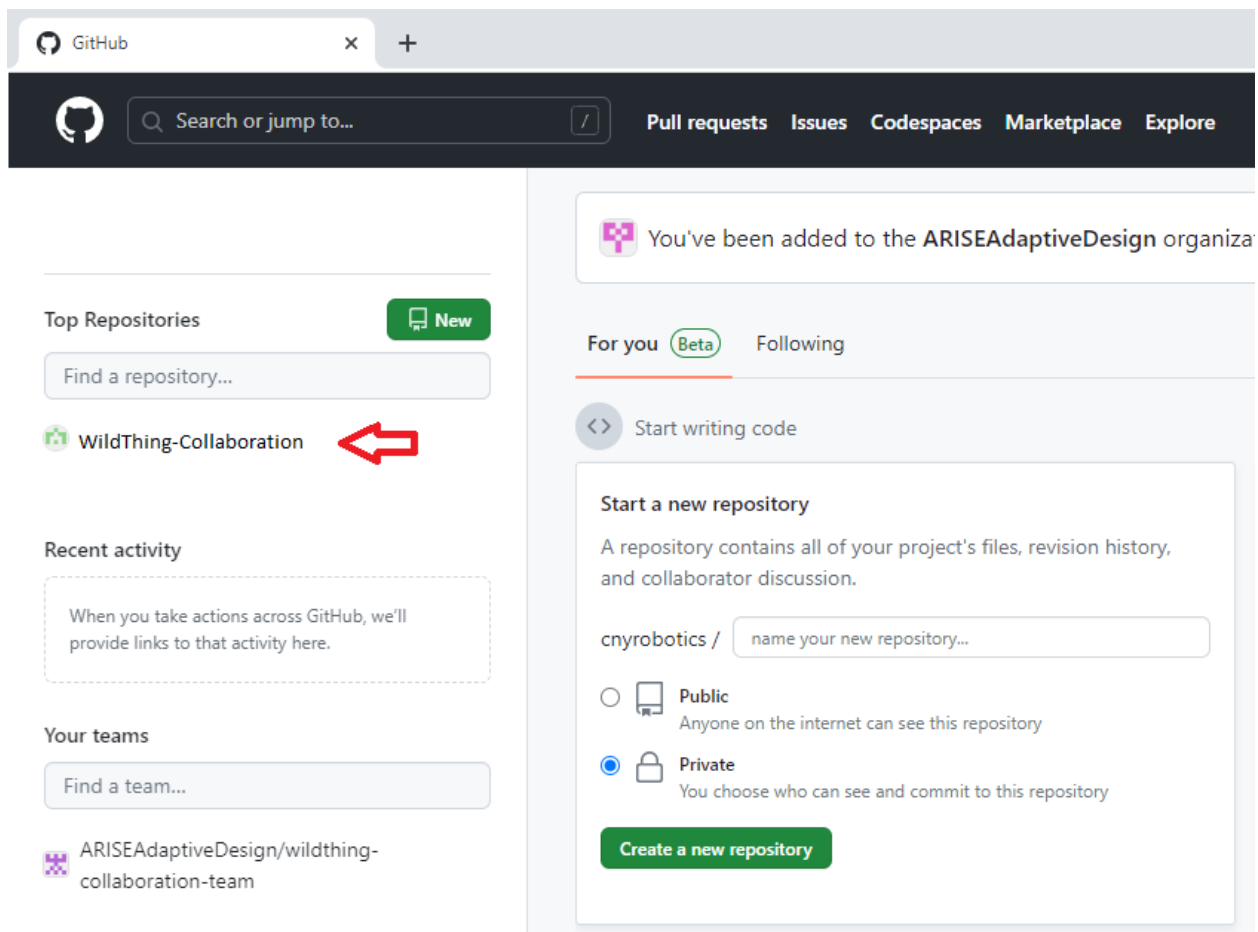 GitHub
Search or jump to...
/
Pull requests Issues Codespaces Marketplace Explore
You've been added to the ARISEAdaptiveDesign
Top Repositories
New
Find a repository...
WildThing-Collaboration
For you Beta Following
Start writing code
Start a new repository
A repository contains all of your project's files, revision history,
and collaborator discussion.
cnyrobotics / name your new repository...
Public
Anyone on the internet can see this repository
Private
You choose who can see and commit to this repository
Create a new repository
Recent activity
When you take actions across GitHub, we'll
provide links to that activity here.
Your teams
Find a team...
ARISEAdaptiveDesign/wildthing-
collaboration-team